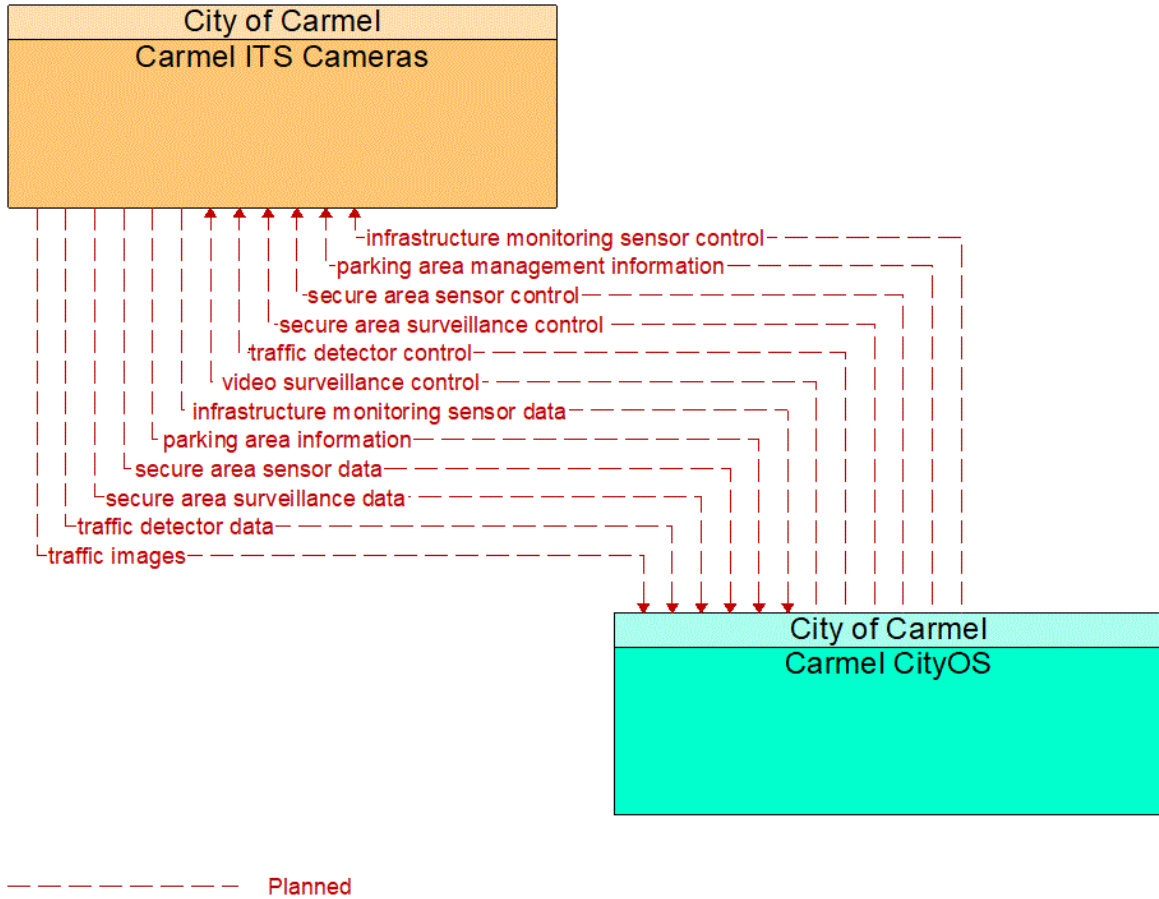 City of Carmel
Carmel ITS Cameras
infrastructure monitoring sensor control
parking area management information
secure area sensor control
secure area surveillance control
traffic detector control
video surveillance control
infrastructure monitoring sensor data
parking area information
secure area sensor data
secure area surveillance data
traffic detector data
traffic images
City of Carmel
Carmel CityOS
Planned